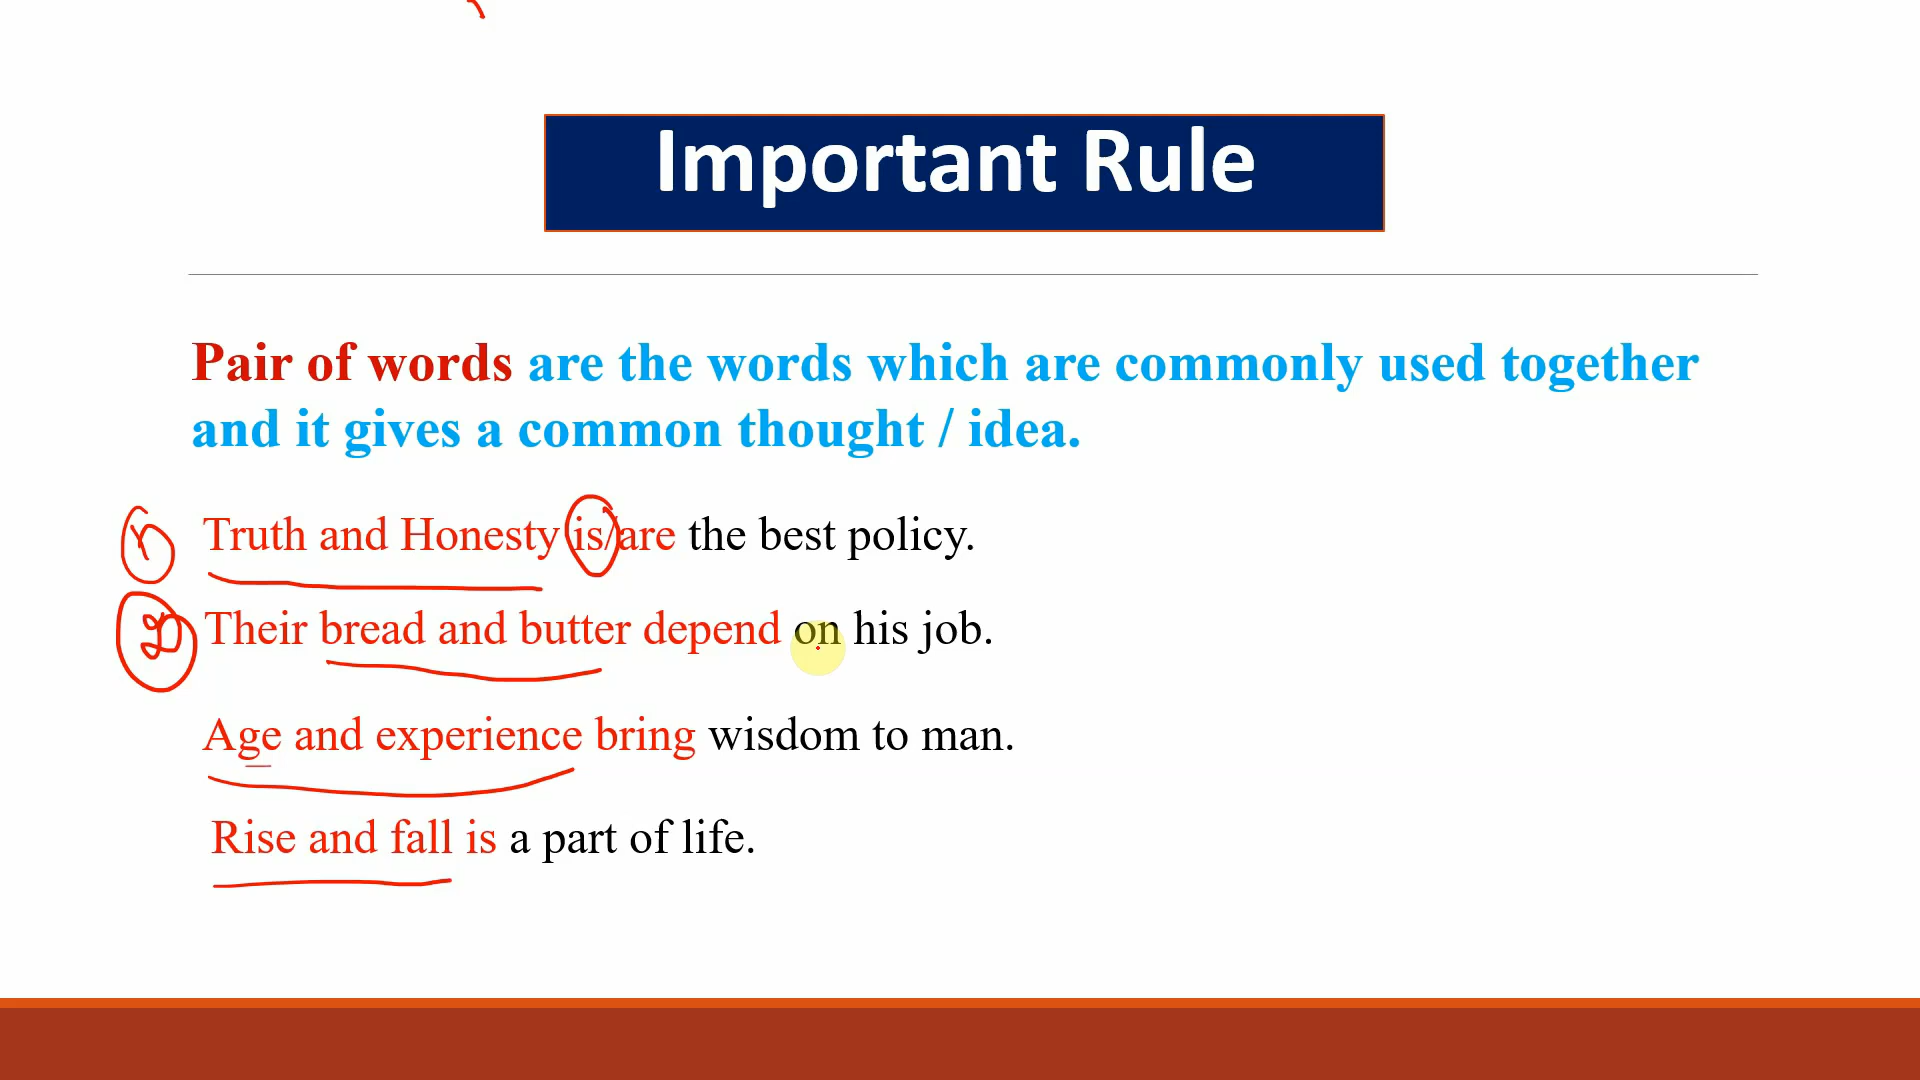 Important Rule
Pair of words are the words which are commonly used together
and it gives a common thought / idea.
Truth and Honesty is/are the best policy.
Their bread and butter depend on his job.
Age and experience bring wisdom to man.
Rise and fall is a part of life.